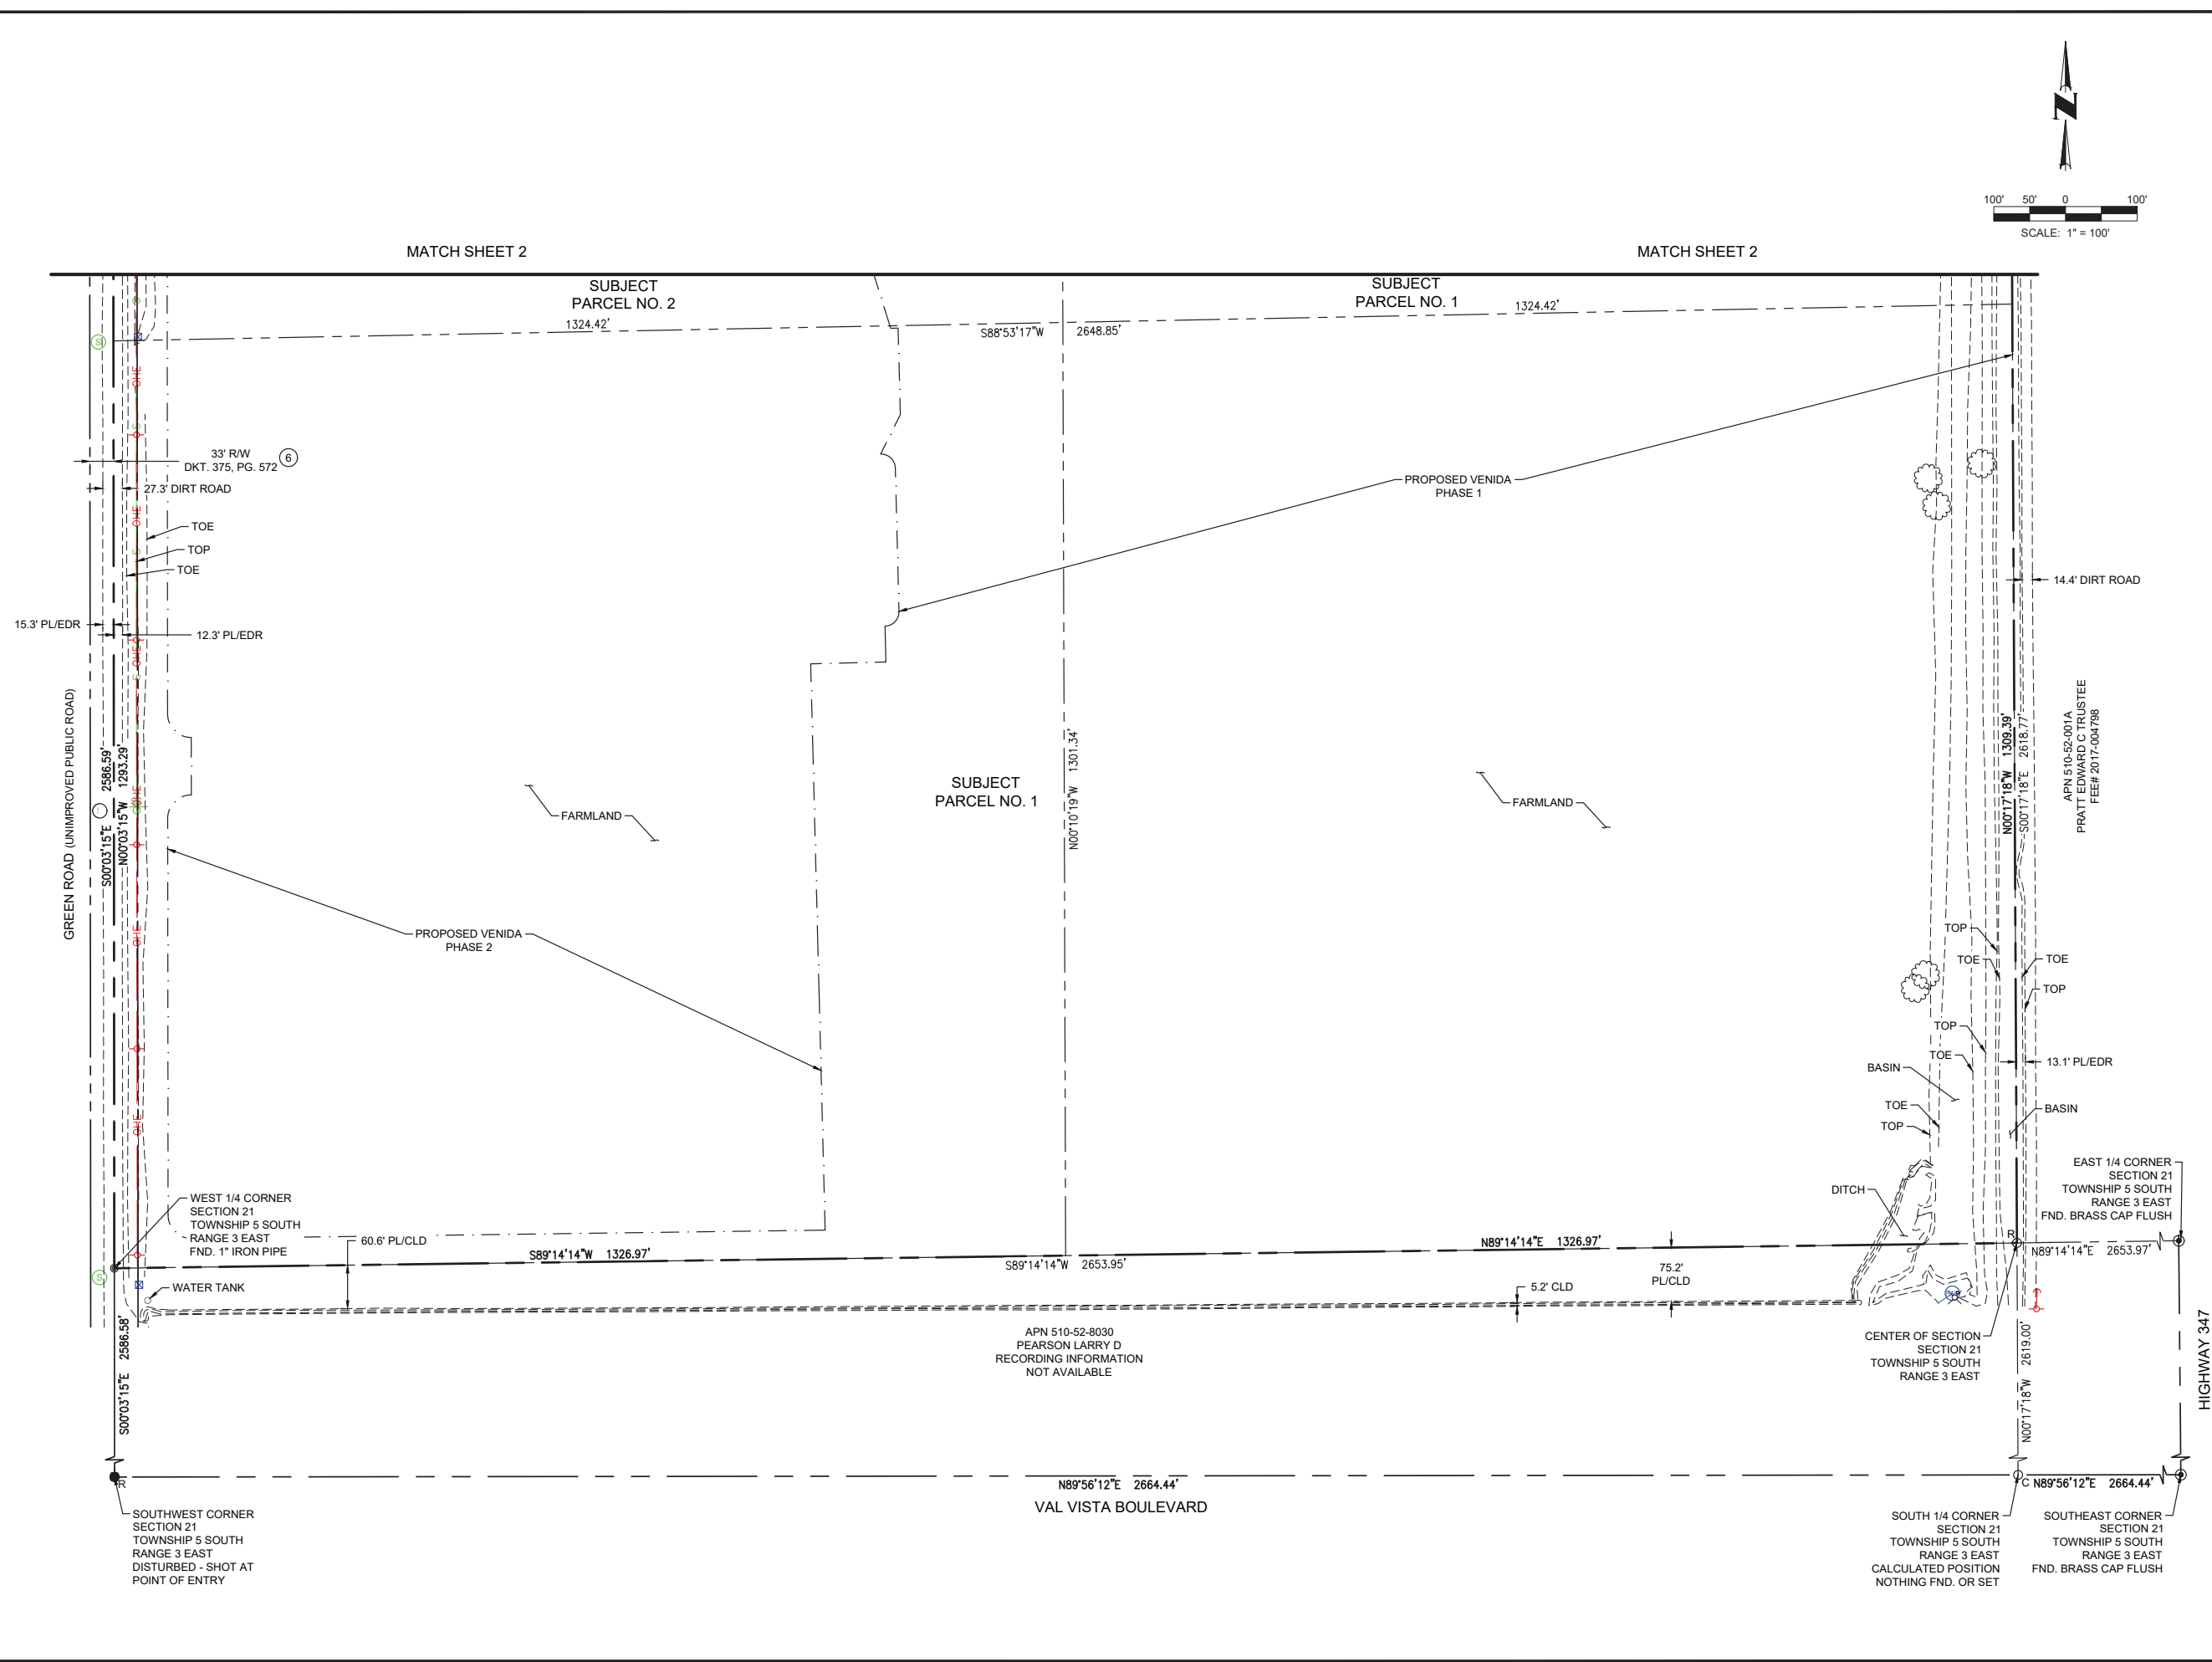 N
100' 50' 0 100'
SCALE: 1" = 100'
MATCH SHEET 2
MATCH SHEET 2
SUBJECT
PARCEL NO. 2
SUBJECT
PARCEL NO. 1
1324.42'
1324.42'
S88°53'17"W 2648.85'
S
33' R/W
DKT. 375, PG. 572
6
27.3' DIRT ROAD
TOE
TOP
TOE
15.3' PL/EDR
12.3' PL/EDR
OHE
OHE
OHE
OHE
OHE
OHE
S
S
S
S
PROPOSED VENIDA
PHASE 1
14.4' DIRT ROAD
GREEN ROAD (UNIMPROVED PUBLIC ROAD)
S00°03'15"E 2586.59'
N00°03'15"W 1293.29'
FARMLAND
SUBJECT
PARCEL NO. 1
N00°10'19"W 1301.34'
FARMLAND
N00°17'18"W 1309.39'
S00°17'18"E 2618.77'
APN 510-52-001A
PRATT EDWARD C TRUSTEE
FEE# 2017-004798
PROPOSED VENIDA
PHASE 2
TOP
TOE
TOE
TOP
TOP
TOE
13.1' PL/EDR
BASIN
TOE
TOP
BASIN
DITCH
EAST 1/4 CORNER
SECTION 21
TOWNSHIP 5 SOUTH
RANGE 3 EAST
FND. BRASS CAP FLUSH
WEST 1/4 CORNER
SECTION 21
TOWNSHIP 5 SOUTH
RANGE 3 EAST
FND. 1" IRON PIPE
60.6' PL/CLD
S89°14'14"W 1326.97'
S89°14'14"W 2653.95'
N89°14'14"E 1326.97'
R
N89°14'14"E 2653.97'
75.2'
PL/CLD
5.2' CLD
S
WATER TANK
APN 510-52-8030
PEARSON LARRY D
RECORDING INFORMATION
NOT AVAILABLE
CENTER OF SECTION
SECTION 21
TOWNSHIP 5 SOUTH
RANGE 3 EAST
S00°03'15"E 2586.58'
N00°17'18"W 2619.00'
HIGHWAY 347
R
N89°56'12"E 2664.44'
VAL VISTA BOULEVARD
C N89°56'12"E 2664.44'
SOUTHWEST CORNER
SECTION 21
TOWNSHIP 5 SOUTH
RANGE 3 EAST
DISTURBED - SHOT AT
POINT OF ENTRY
SOUTH 1/4 CORNER
SECTION 21
TOWNSHIP 5 SOUTH
RANGE 3 EAST
CALCULATED POSITION
NOTHING FND. OR SET
SOUTHEAST CORNER
SECTION 21
TOWNSHIP 5 SOUTH
RANGE 3 EAST
FND. BRASS CAP FLUSH